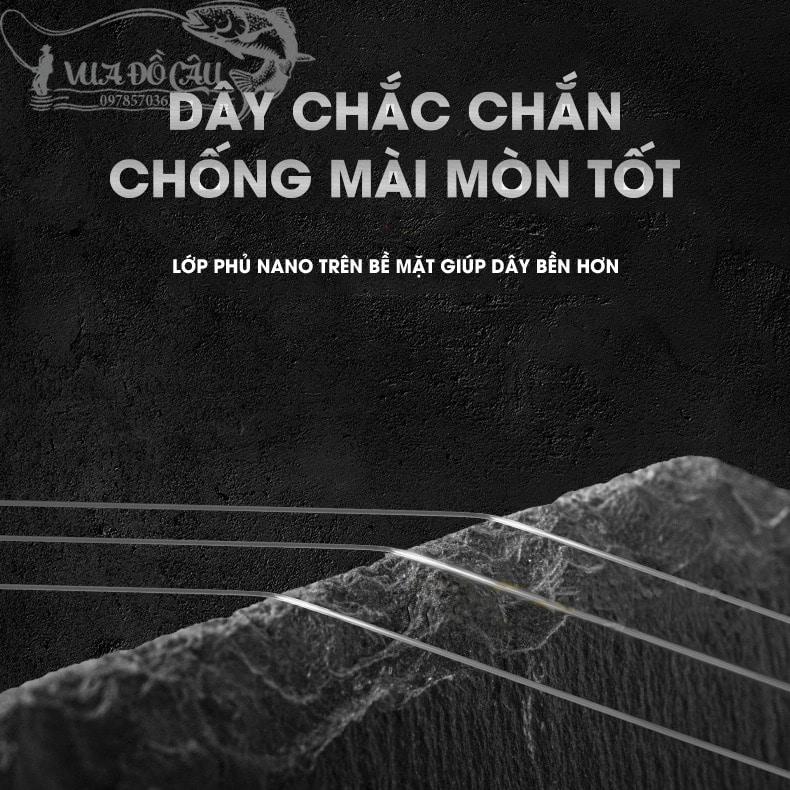 VUA ĐỒ CÂU
097857036
DÂY CHẮC CHẮN
CHỐNG MÀI MÒN TỐT
LỚP PHỦ NANO TRÊN BỀ MẶT GIÚP DÂY BỀN HƠN